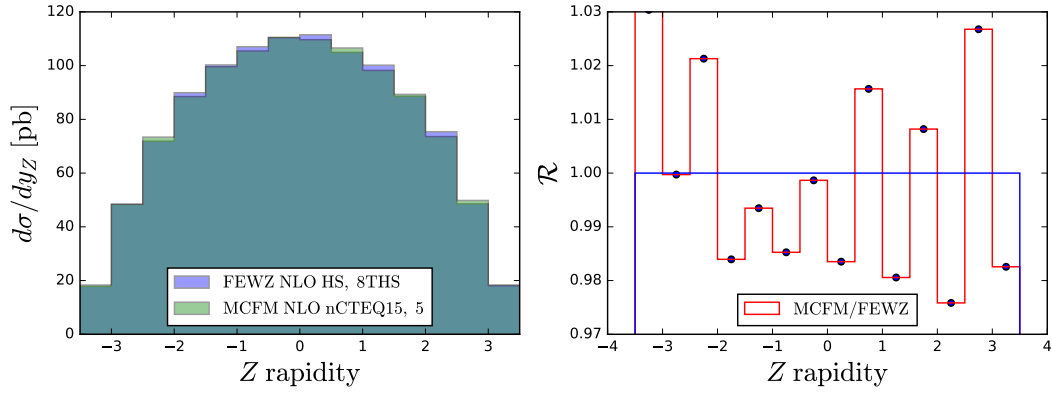 120
100
80
60
40
20
0
dσ/dy_Z [pb]
FEWZ NLO HS, 8THS
MCFM NLO nCTEQ15, 5
−3 −2 −1 0 1 2 3
Z rapidity
1.03
1.02
1.01
1.00
0.99
0.98
0.97
R
MCFM/FEWZ
−4 −3 −2 −1 0 1 2 3 4
Z rapidity